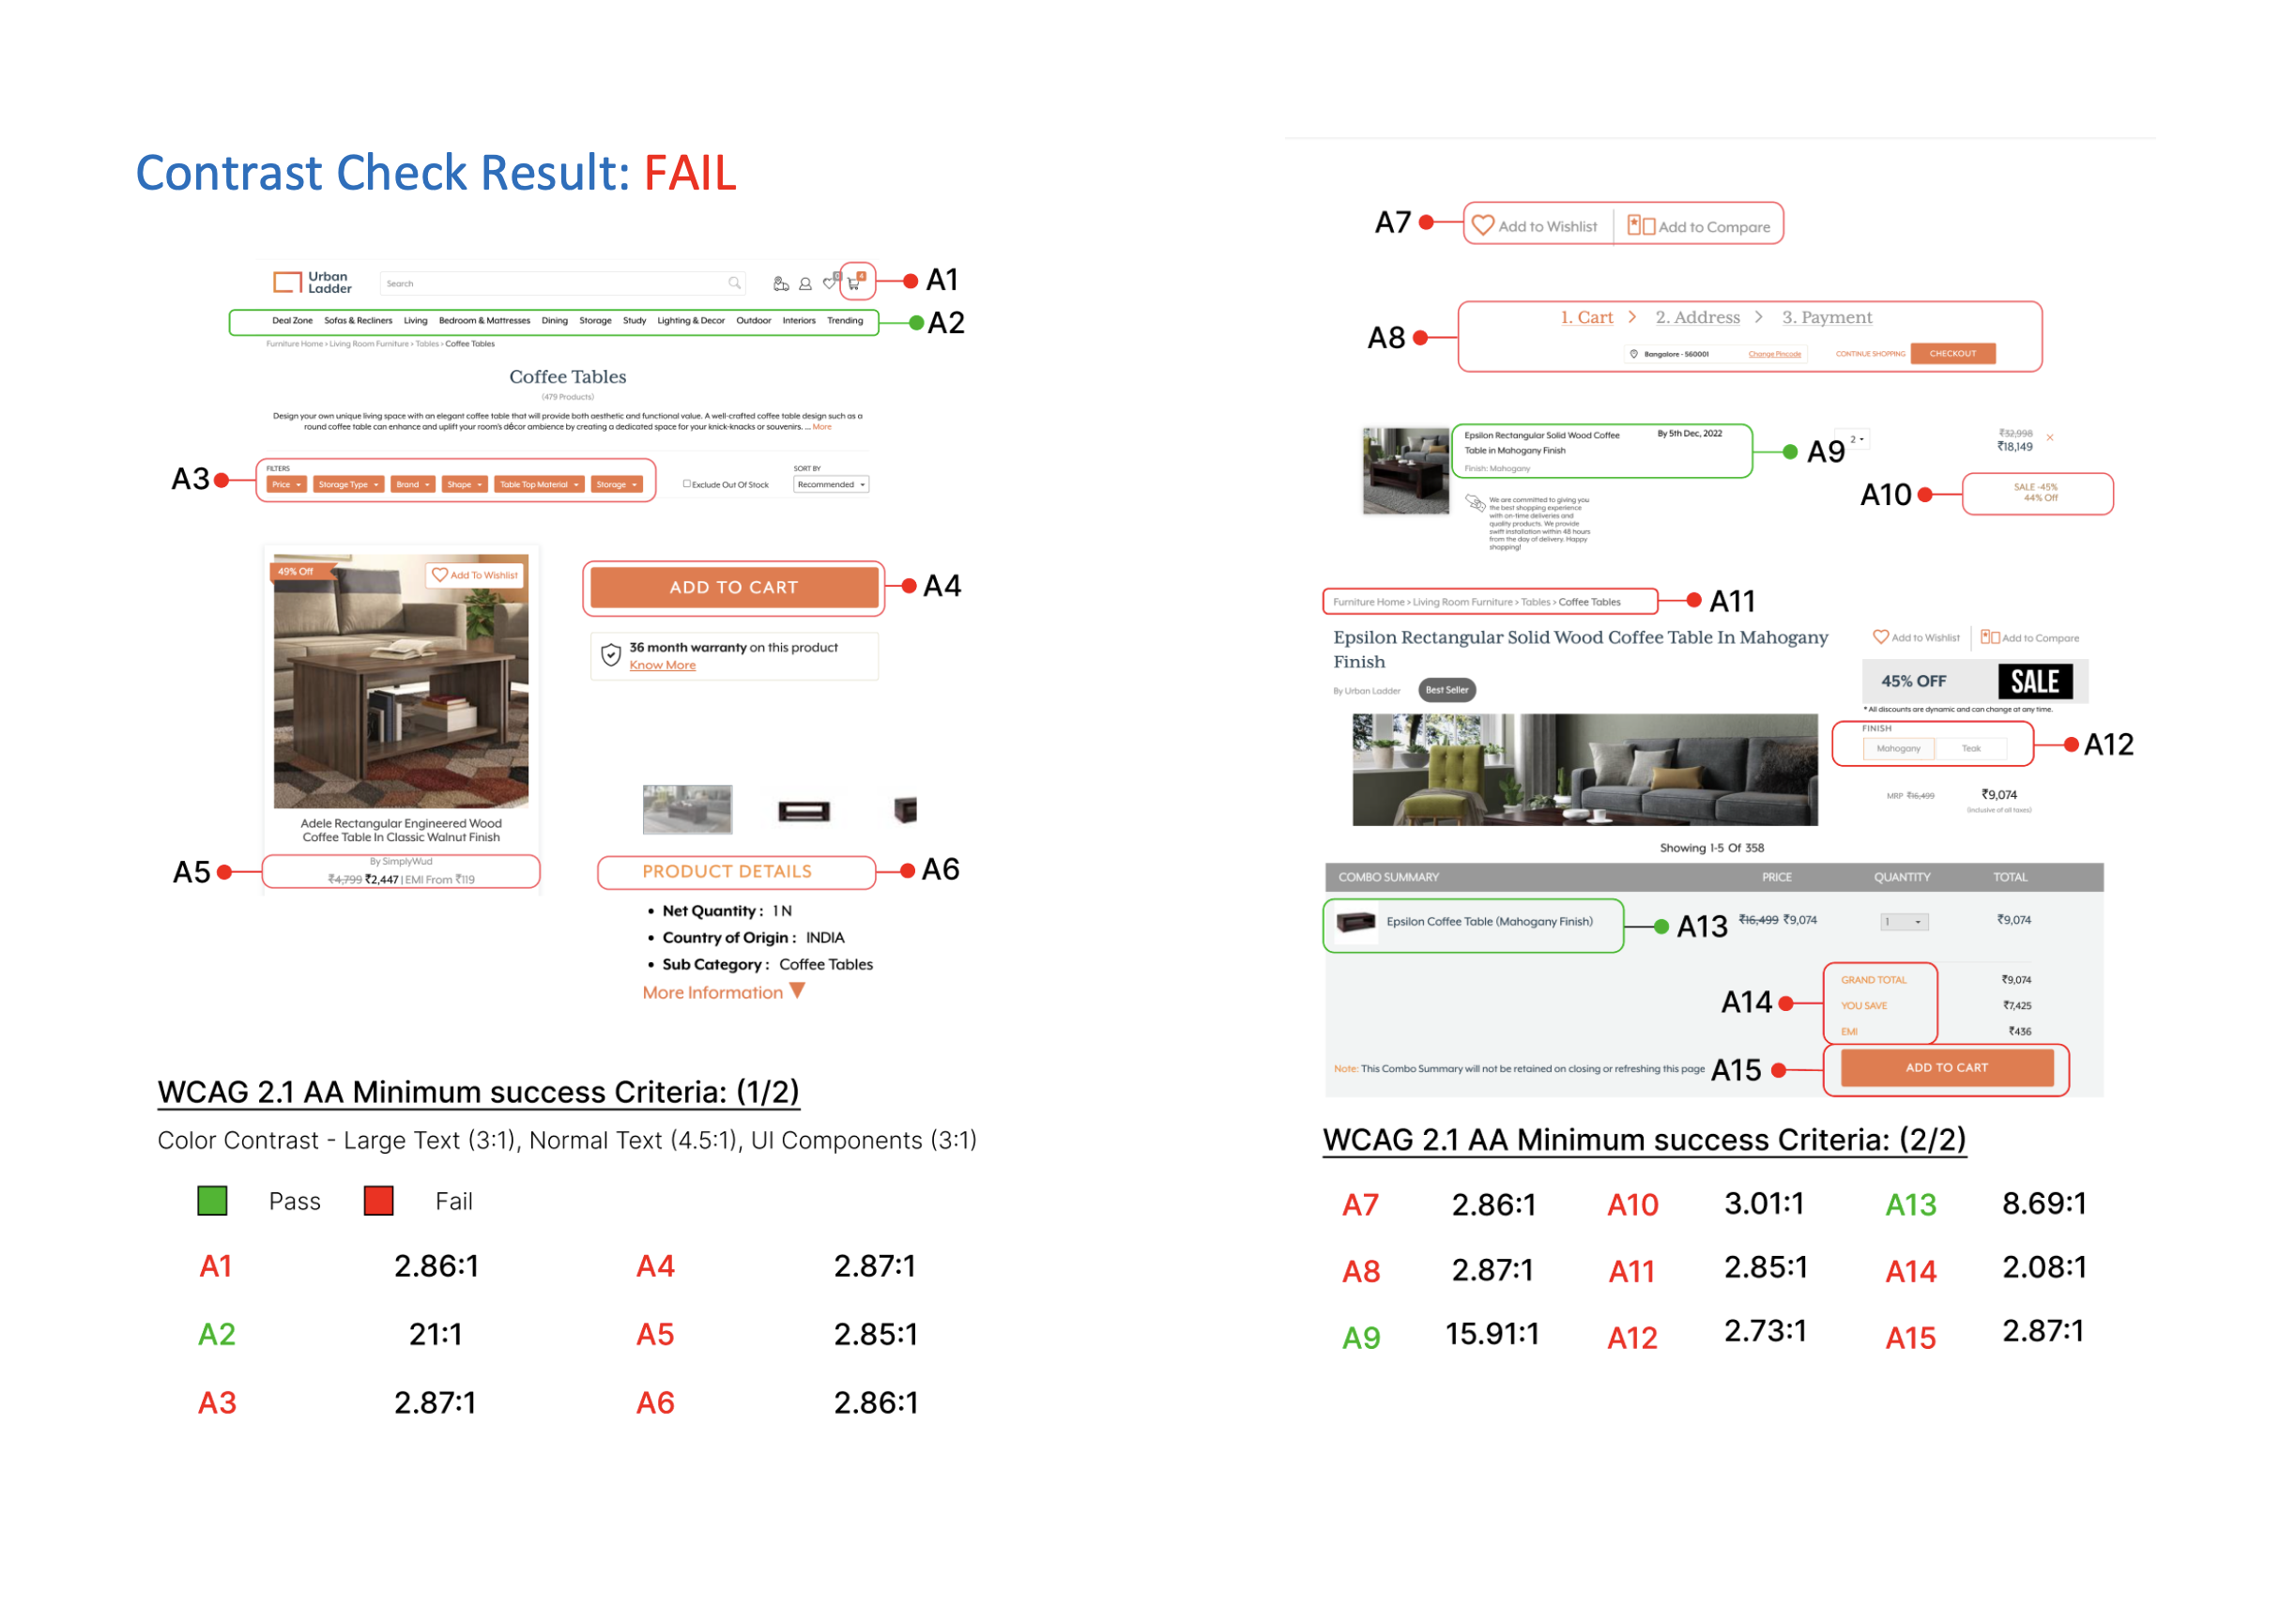 Contrast Check Result: FAIL
Urban
Ladder
Search
0
4
A1
Deal Zone Sofas & Recliners Living Bedroom & Mattresses Dining Storage Study Lighting & Decor Outdoor Interiors Trending
A2
Furniture Home › Living Room Furniture › Tables › Coffee Tables
Coffee Tables
(479 Products)
Design your own unique living space with an elegant coffee table that will provide both aesthetic and functional value. A well-crafted coffee table design such as a
round coffee table can enhance and uplift your room's décor ambience by creating a dedicated space for your knick-knacks or souvenirs. ... More
A3
FILTERS
Price Storage Type Brand Shape Table Top Material Storage
Exclude Out Of Stock
SORT BY
Recommended
49% Off
Add To Wishlist
ADD TO CART
A4
36 month warranty on this product
Know More
Adele Rectangular Engineered Wood
Coffee Table In Classic Walnut Finish
A5
By SimplyWud
₹4,799 ₹2,447 | EMI From ₹119
PRODUCT DETAILS
A6
• Net Quantity : 1 N
• Country of Origin : INDIA
• Sub Category : Coffee Tables
More Information ▼
WCAG 2.1 AA Minimum success Criteria: (1/2)
Color Contrast - Large Text (3:1), Normal Text (4.5:1), UI Components (3:1)
Pass Fail
A1 2.86:1 A4 2.87:1
A2 21:1 A5 2.85:1
A3 2.87:1 A6 2.86:1
A7
Add to Wishlist
Add to Compare
A8
1. Cart > 2. Address > 3. Payment
Bangalore - 560001
Change Pincode
CONTINUE SHOPPING
CHECKOUT
Epsilon Rectangular Solid Wood Coffee
Table in Mahogany Finish
Finish: Mahogany
By 5th Dec, 2022
A9
2
₹32,998
₹18,149
×
A10
SALE -45%
44% Off
We are committed to giving you
the best shopping experience
with on-time deliveries and
quality products. We provide
swift installation within 48 hours
from the day of delivery. Happy
shopping!
Furniture Home › Living Room Furniture › Tables › Coffee Tables
A11
Epsilon Rectangular Solid Wood Coffee Table In Mahogany
Finish
By Urban Ladder
Best Seller
Add to Wishlist
Add to Compare
45% OFF
SALE
* All discounts are dynamic and can change at any time.
FINISH
Mahogany Teak
A12
MRP ₹16,499 ₹9,074
(Inclusive of all taxes)
Showing 1-5 Of 358
COMBO SUMMARY PRICE QUANTITY TOTAL
Epsilon Coffee Table (Mahogany Finish)
A13
₹16,499 ₹9,074
1
₹9,074
A14
GRAND TOTAL ₹9,074
YOU SAVE ₹7,425
EMI ₹436
Note: This Combo Summary will not be retained on closing or refreshing this page
A15
ADD TO CART
WCAG 2.1 AA Minimum success Criteria: (2/2)
A7 2.86:1 A10 3.01:1 A13 8.69:1
A8 2.87:1 A11 2.85:1 A14 2.08:1
A9 15.91:1 A12 2.73:1 A15 2.87:1